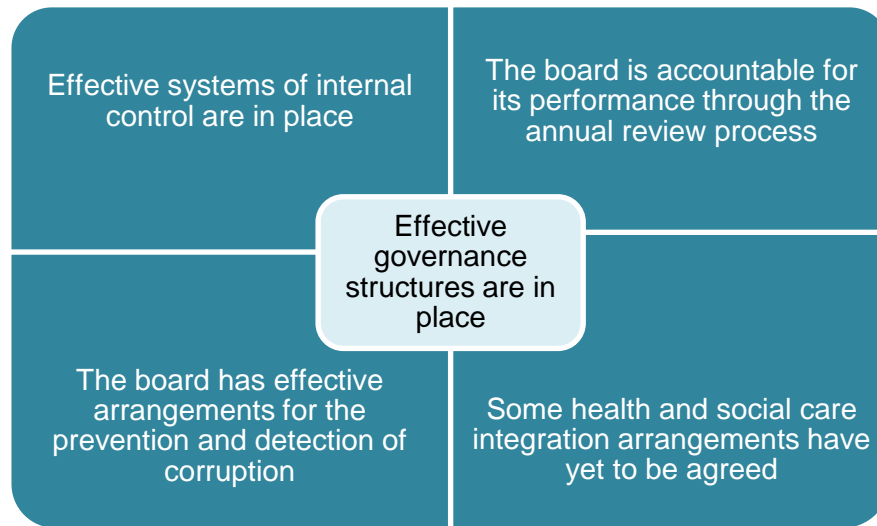 Effective systems of internal
control are in place
The board is accountable for
its performance through the
annual review process
Effective
governance
structures are in
place
The board has effective
arrangements for the
prevention and detection of
corruption
Some health and social care
integration arrangements have
yet to be agreed